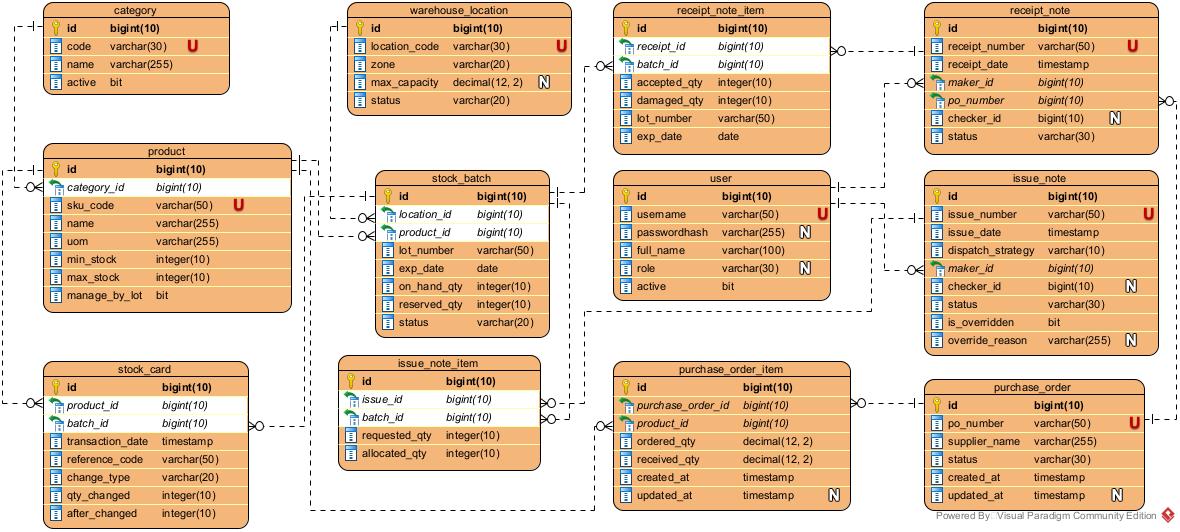 category
id bigint(10)
code varchar(30) U
name varchar(255)
active bit
warehouse_location
id bigint(10)
location_code varchar(30) U
zone varchar(20)
max_capacity decimal(12, 2) N
status varchar(20)
receipt_note_item
id bigint(10)
receipt_id bigint(10)
batch_id bigint(10)
accepted_qty integer(10)
damaged_qty integer(10)
lot_number varchar(50)
exp_date date
receipt_note
id bigint(10)
receipt_number varchar(50) U
receipt_date timestamp
maker_id bigint(10)
po_number bigint(10)
checker_id bigint(10) N
status varchar(30)
product
id bigint(10)
category_id bigint(10)
sku_code varchar(50) U
name varchar(255)
uom varchar(255)
min_stock integer(10)
max_stock integer(10)
manage_by_lot bit
stock_batch
id bigint(10)
location_id bigint(10)
product_id bigint(10)
lot_number varchar(50)
exp_date date
on_hand_qty integer(10)
reserved_qty integer(10)
status varchar(20)
user
id bigint(10)
username varchar(50) U
passwordhash varchar(255) N
full_name varchar(100)
role varchar(30) N
active bit
issue_note
id bigint(10)
issue_number varchar(50) U
issue_date timestamp
dispatch_strategy varchar(10)
maker_id bigint(10)
checker_id bigint(10) N
status varchar(30)
is_overridden bit
override_reason varchar(255) N
stock_card
id bigint(10)
product_id bigint(10)
batch_id bigint(10)
transaction_date timestamp
reference_code varchar(50)
change_type varchar(20)
qty_changed integer(10)
after_changed integer(10)
issue_note_item
id bigint(10)
issue_id bigint(10)
batch_id bigint(10)
requested_qty integer(10)
allocated_qty integer(10)
purchase_order_item
id bigint(10)
purchase_order_id bigint(10)
product_id bigint(10)
ordered_qty decimal(12, 2)
received_qty decimal(12, 2)
created_at timestamp
updated_at timestamp N
purchase_order
id bigint(10)
po_number varchar(50) U
supplier_name varchar(255)
status varchar(30)
created_at timestamp
updated_at timestamp N
Powered By: Visual Paradigm Community Edition